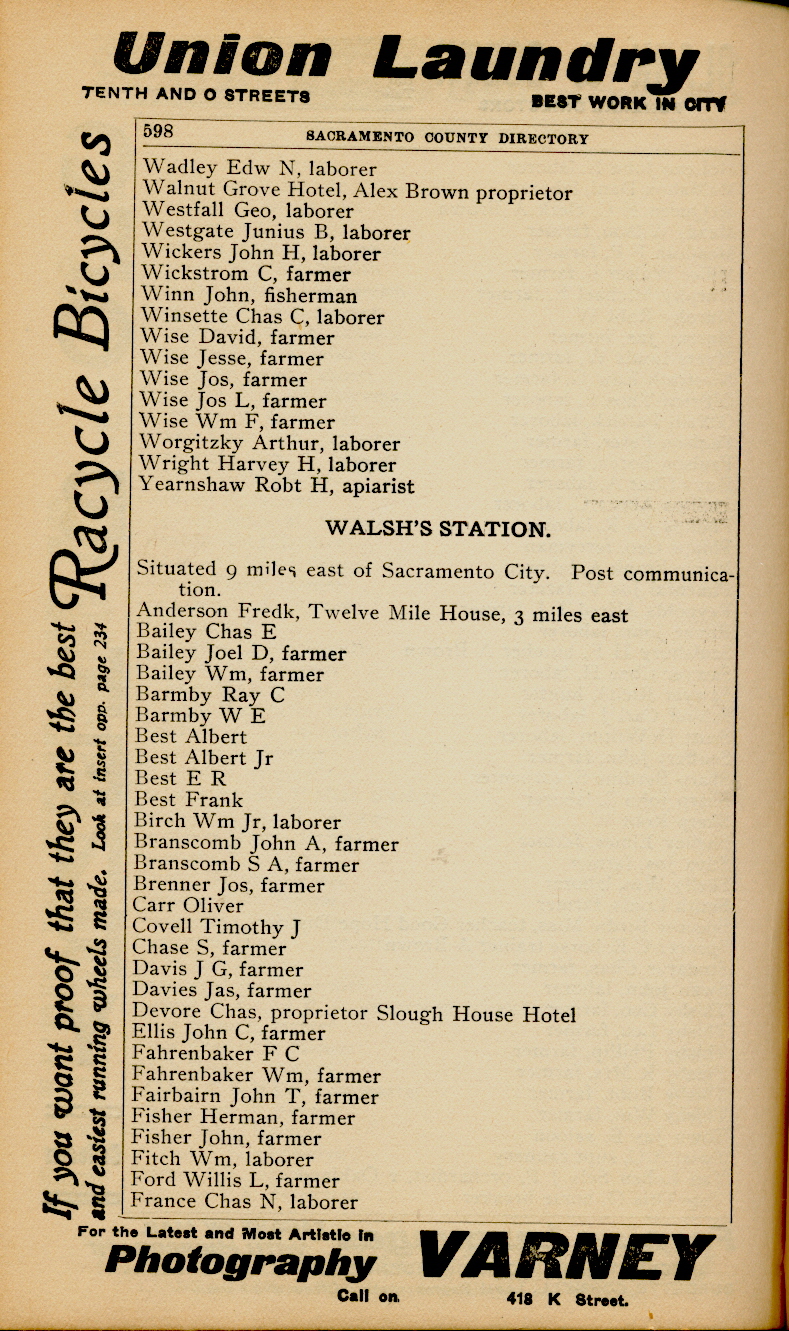 Union Laundry
TENTH AND O STREETS
BEST WORK IN CITY
If you want proof that they are the best Racycle Bicycles
and easiest running wheels made. Look at insert opp. page 234
598 SACRAMENTO COUNTY DIRECTORY
Wadley Edw N, laborer
Walnut Grove Hotel, Alex Brown proprietor
Westfall Geo, laborer
Westgate Junius B, laborer
Wickers John H, laborer
Wickstrom C, farmer
Winn John, fisherman
Winsette Chas C, laborer
Wise David, farmer
Wise Jesse, farmer
Wise Jos, farmer
Wise Jos L, farmer
Wise Wm F, farmer
Worgitzky Arthur, laborer
Wright Harvey H, laborer
Yearnshaw Robt H, apiarist
WALSH'S STATION.
Situated 9 miles east of Sacramento City. Post communica-
tion.
Anderson Fredk, Twelve Mile House, 3 miles east
Bailey Chas E
Bailey Joel D, farmer
Bailey Wm, farmer
Barmby Ray C
Barmby W E
Best Albert
Best Albert Jr
Best E R
Best Frank
Birch Wm Jr, laborer
Branscomb John A, farmer
Branscomb S A, farmer
Brenner Jos, farmer
Carr Oliver
Covell Timothy J
Chase S, farmer
Davis J G, farmer
Davies Jas, farmer
Devore Chas, proprietor Slough House Hotel
Ellis John C, farmer
Fahrenbaker F C
Fahrenbaker Wm, farmer
Fairbairn John T, farmer
Fisher Herman, farmer
Fisher John, farmer
Fitch Wm, laborer
Ford Willis L, farmer
France Chas N, laborer
For the Latest and Most Artistic in
Photography
Call on
VARNEY
418 K Street.